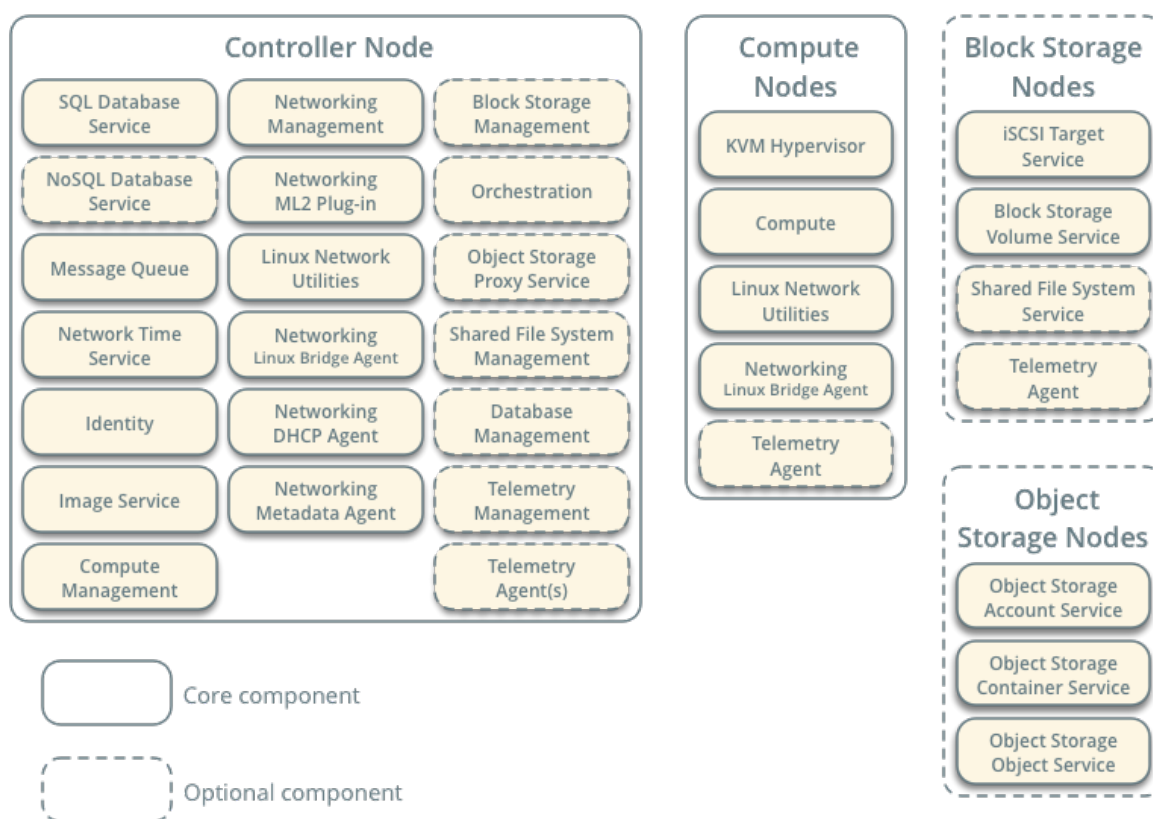 Controller Node
SQL Database
Service
NoSQL Database
Service
Message Queue
Network Time
Service
Identity
Image Service
Compute
Management
Networking
Management
Networking
ML2 Plug-in
Linux Network
Utilities
Networking
Linux Bridge Agent
Networking
DHCP Agent
Networking
Metadata Agent
Block Storage
Management
Orchestration
Object Storage
Proxy Service
Shared File System
Management
Database
Management
Telemetry
Management
Telemetry
Agent(s)
Compute
Nodes
KVM Hypervisor
Compute
Linux Network
Utilities
Networking
Linux Bridge Agent
Telemetry
Agent
Block Storage
Nodes
iSCSI Target
Service
Block Storage
Volume Service
Shared File System
Service
Telemetry
Agent
Object
Storage Nodes
Object Storage
Account Service
Object Storage
Container Service
Object Storage
Object Service
Core component
Optional component